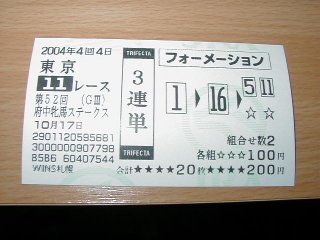 2004年4回4日
東京
11レース
第52回 (GⅢ)
府中牝馬ステークス
10月17日
2901120595681
3000000907798
8586 60407544
WINS札幌
TRIFECTA
3連単
TRIFECTA
フォーメーション
1 ▶ 16 ▶ 5 11
☆ ☆
組合せ数2
各組☆☆☆100円
合計★★★★20枚★★★★200円